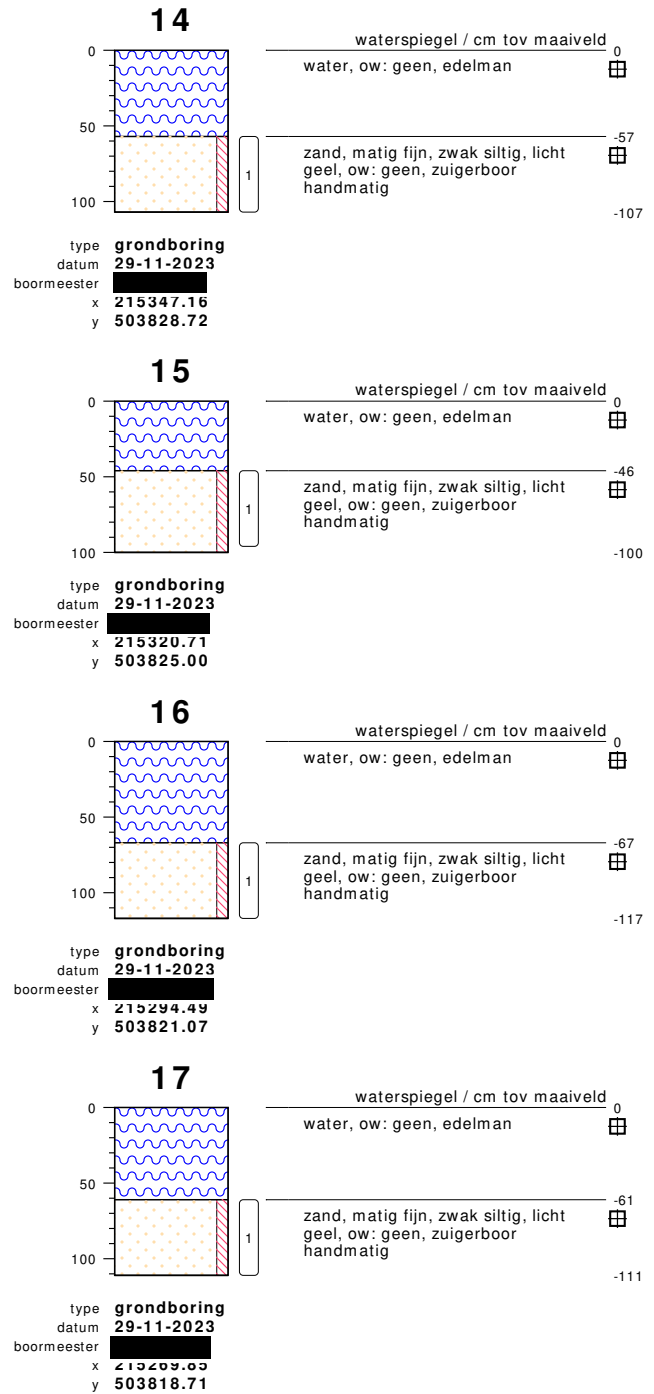 14
waterspiegel / cm tov maaiveld
0 0
water, ow: geen, edelman
50
-57
zand, matig fijn, zwak siltig, licht
geel, ow: geen, zuigerboor
handmatig
1
100
-107
type grondboring
datum 29-11-2023
boormeester
x 215347.16
y 503828.72
15
waterspiegel / cm tov maaiveld
0 0
water, ow: geen, edelman
50
-46
zand, matig fijn, zwak siltig, licht
geel, ow: geen, zuigerboor
handmatig
1
100
-100
type grondboring
datum 29-11-2023
boormeester
x 215320.71
y 503825.00
16
waterspiegel / cm tov maaiveld
0 0
water, ow: geen, edelman
50
-67
zand, matig fijn, zwak siltig, licht
geel, ow: geen, zuigerboor
handmatig
1
100
-117
type grondboring
datum 29-11-2023
boormeester
x 215294.49
y 503821.07
17
waterspiegel / cm tov maaiveld
0 0
water, ow: geen, edelman
50
-61
zand, matig fijn, zwak siltig, licht
geel, ow: geen, zuigerboor
handmatig
1
100
-111
type grondboring
datum 29-11-2023
boormeester
x 215269.85
y 503818.71